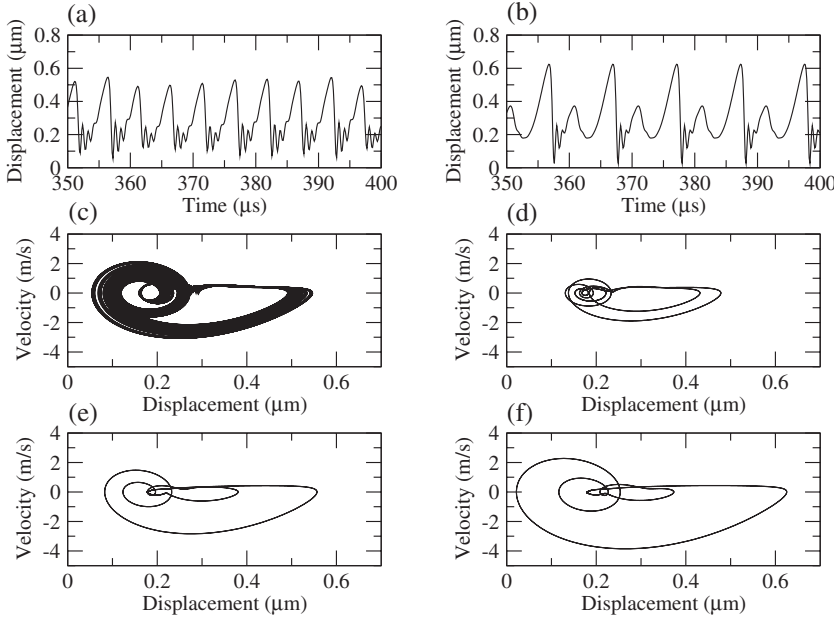 (a)
(b)
Displacement (μm)
0.8
0.6
0.4
0.2
0
350 360 370 380 390 400
Time (μs)
Displacement (μm)
0.8
0.6
0.4
0.2
0
350 360 370 380 390 400
Time (μs)
(c)
(d)
Velocity (m/s)
4
2
0
-2
-4
0 0.2 0.4 0.6
Displacement (μm)
Velocity (m/s)
4
2
0
-2
-4
0 0.2 0.4 0.6
Displacement (μm)
(e)
(f)
Velocity (m/s)
4
2
0
-2
-4
0 0.2 0.4 0.6
Displacement (μm)
Velocity (m/s)
4
2
0
-2
-4
0 0.2 0.4 0.6
Displacement (μm)